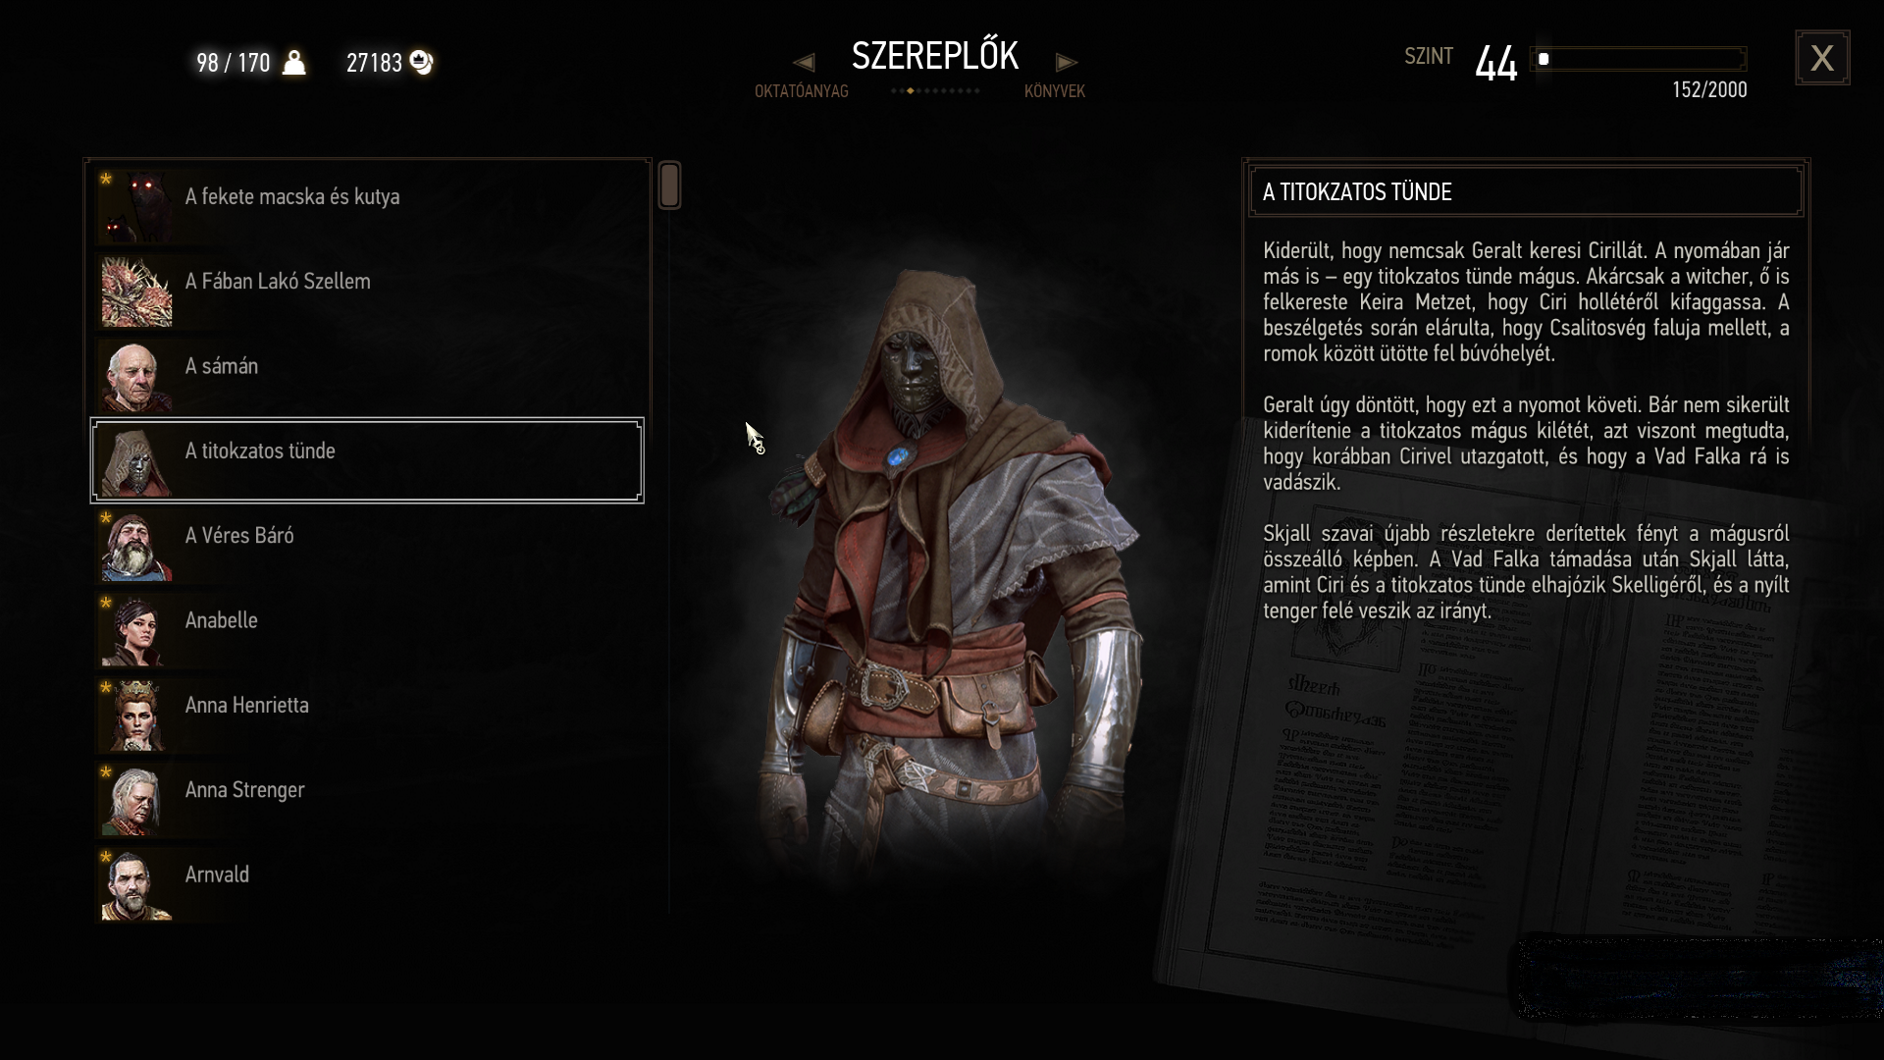 98 / 170
27183
SZEREPLŐK
OKTATÓANYAG
KÖNYVEK
SZINT 44
152/2000
X
A fekete macska és kutya
A Fában Lakó Szellem
A sámán
A titokzatos tünde
A Véres Báró
Anabelle
Anna Henrietta
Anna Strenger
Arnvald
A TITOKZATOS TÜNDE
Kiderült, hogy nemcsak Geralt keresi Cirillát. A nyomában jár
más is – egy titokzatos tünde mágus. Akárcsak a witcher, ő is
felkereste Keira Metzet, hogy Ciri hollétéről kifaggassa. A
beszélgetés során elárulta, hogy Csalitosvég faluja mellett, a
romok között ütötte fel búvóhelyét.
Geralt úgy döntött, hogy ezt a nyomot követi. Bár nem sikerült
kiderítenie a titokzatos mágus kilétét, azt viszont megtudta,
hogy korábban Cirivel utazgatott, és hogy a Vad Falka rá is
vadászik.
Skjall szavai újabb részletekre derítettek fényt a mágusról
összeálló képben. A Vad Falka támadása után Skjall látta,
amint Ciri és a titokzatos tünde elhajózik Skelligéről, és a nyílt
tenger felé veszik az irányt.